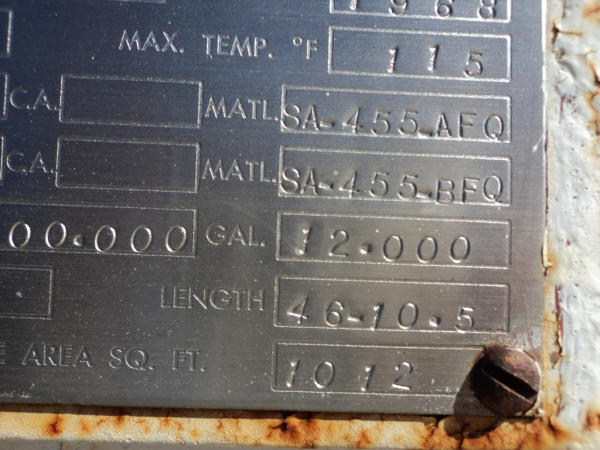 1968
MAX. TEMP. °F 115
C.A. MATL. SA-455 AFQ
C.A. MATL. SA-455-BFQ
00.000 GAL. 12.000
LENGTH 46-10.5
AREA SQ. FT. 1012